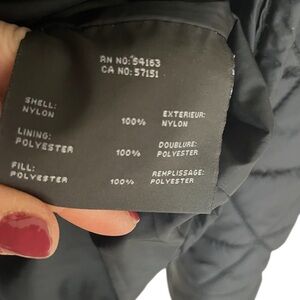 RN NO: 54163
CA NO: 57151
SHELL: EXTERIEUR:
NYLON 100% NYLON
LINING: DOUBLURE:
POLYESTER 100% POLYESTER
FILL: REMPLISSAGE:
POLYESTER 100% POLYESTER